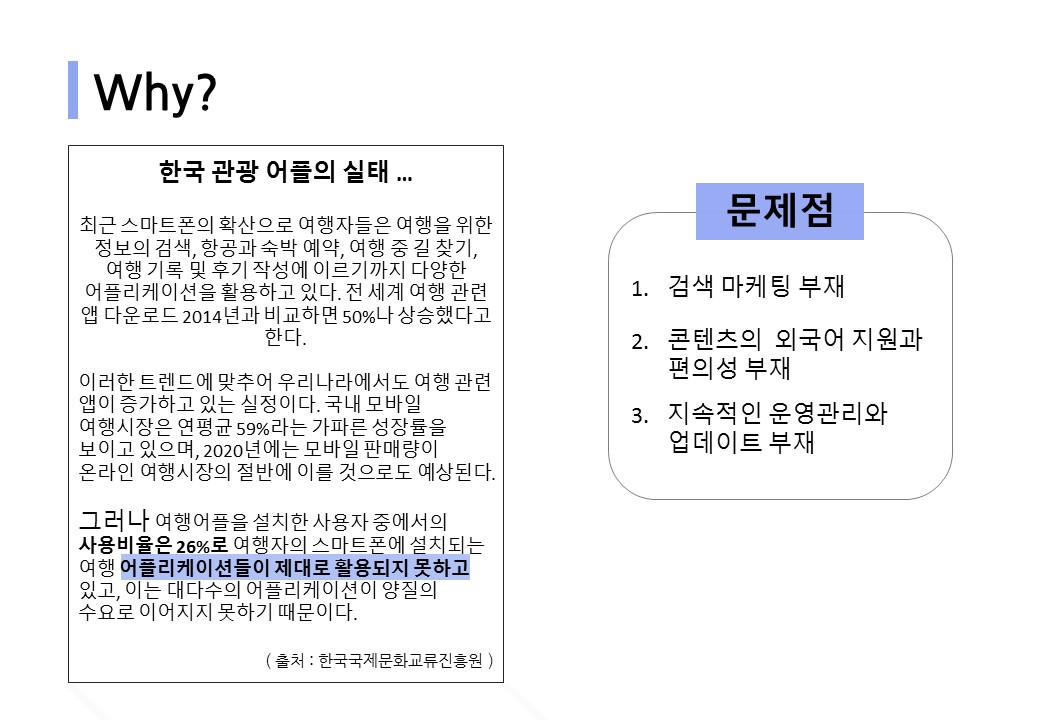 Why?
한국 관광 어플의 실태 ...
최근 스마트폰의 확산으로 여행자들은 여행을 위한
정보의 검색, 항공과 숙박 예약, 여행 중 길 찾기,
여행 기록 및 후기 작성에 이르기까지 다양한
어플리케이션을 활용하고 있다. 전 세계 여행 관련
앱 다운로드 2014년과 비교하면 50%나 상승했다고
한다.
이러한 트렌드에 맞추어 우리나라에서도 여행 관련
앱이 증가하고 있는 실정이다. 국내 모바일
여행시장은 연평균 59%라는 가파른 성장률을
보이고 있으며, 2020년에는 모바일 판매량이
온라인 여행시장의 절반에 이를 것으로도 예상된다.
그러나 여행어플을 설치한 사용자 중에서의
사용비율은 26%로 여행자의 스마트폰에 설치되는
여행 어플리케이션들이 제대로 활용되지 못하고
있고, 이는 대다수의 어플리케이션이 양질의
수요로 이어지지 못하기 때문이다.
( 출처 : 한국국제문화교류진흥원 )
문제점
1. 검색 마케팅 부재
2. 콘텐츠의 외국어 지원과
편의성 부재
3. 지속적인 운영관리와
업데이트 부재